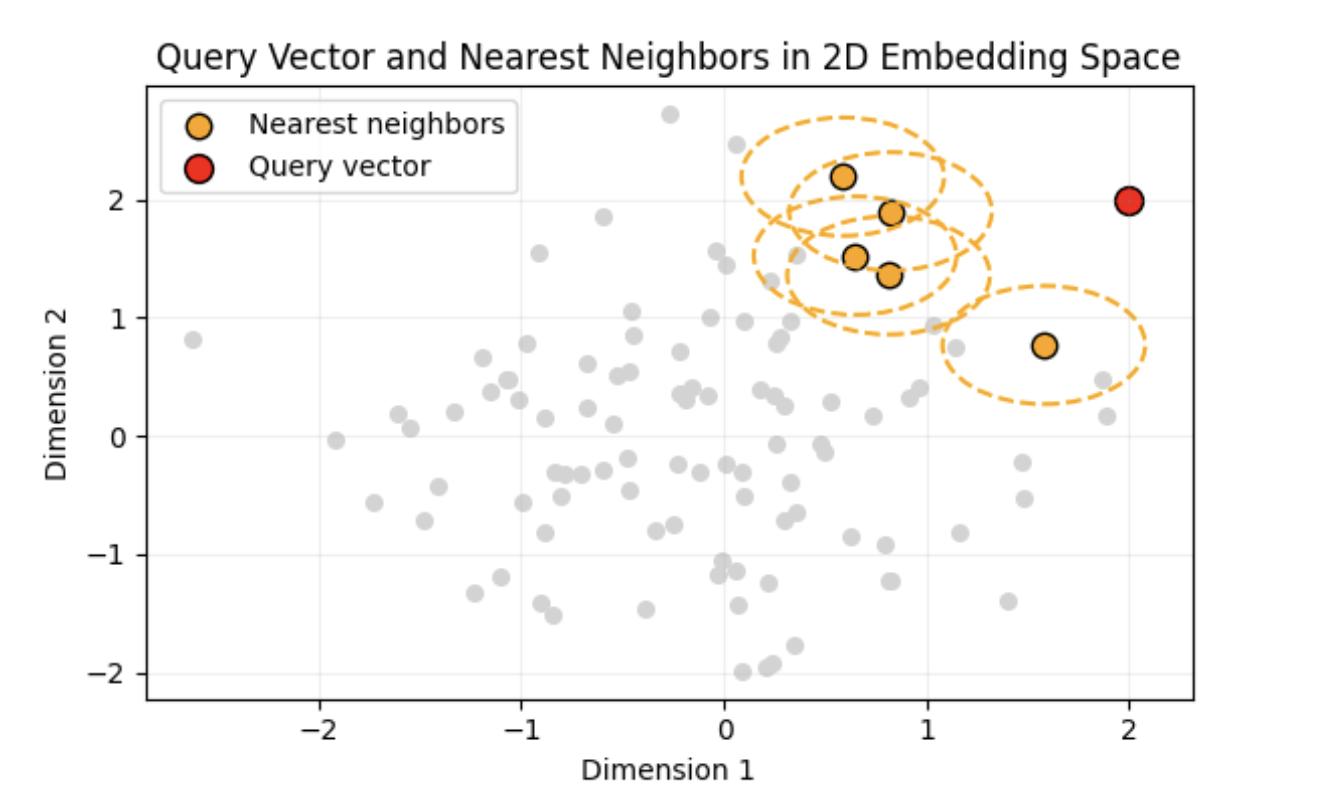 Query Vector and Nearest Neighbors in 2D Embedding Space
Nearest neighbors
Query vector
2
1
0
−1
−2
Dimension 2
−2
−1
0
1
2
Dimension 1